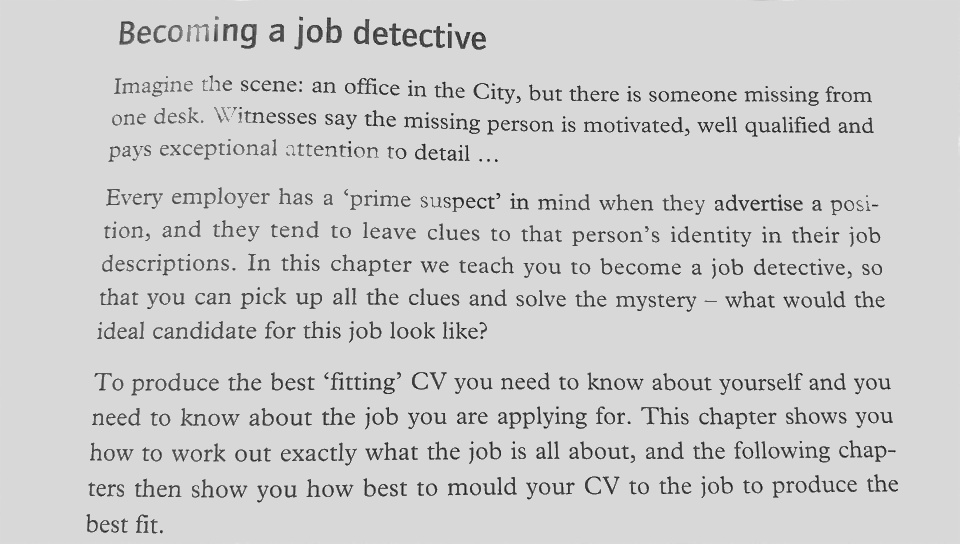 Becoming a job detective
Imagine the scene: an office in the City, but there is someone missing from
one desk. Witnesses say the missing person is motivated, well qualified and
pays exceptional attention to detail ...
Every employer has a ‘prime suspect’ in mind when they advertise a posi-
tion, and they tend to leave clues to that person’s identity in their job
descriptions. In this chapter we teach you to become a job detective, so
that you can pick up all the clues and solve the mystery – what would the
ideal candidate for this job look like?
To produce the best ‘fitting’ CV you need to know about yourself and you
need to know about the job you are applying for. This chapter shows you
how to work out exactly what the job is all about, and the following chap-
ters then show you how best to mould your CV to the job to produce the
best fit.